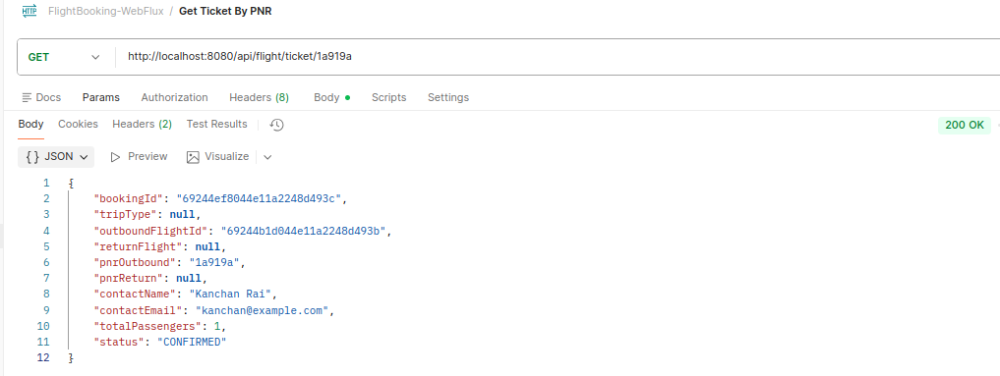 HTTP FlightBooking-WebFlux / Get Ticket By PNR
GET http://localhost:8080/api/flight/ticket/1a919a
Docs Params Authorization Headers (8) Body Scripts Settings
Body Cookies Headers (2) Test Results 200 OK
{ } JSON Preview Visualize
1 {
2 "bookingId": "69244ef8044e11a2248d493c",
3 "tripType": null,
4 "outboundFlightId": "69244b1d044e11a2248d493b",
5 "returnFlight": null,
6 "pnrOutbound": "1a919a",
7 "pnrReturn": null,
8 "contactName": "Kanchan Rai",
9 "contactEmail": "kanchan@example.com",
10 "totalPassengers": 1,
11 "status": "CONFIRMED"
12 }